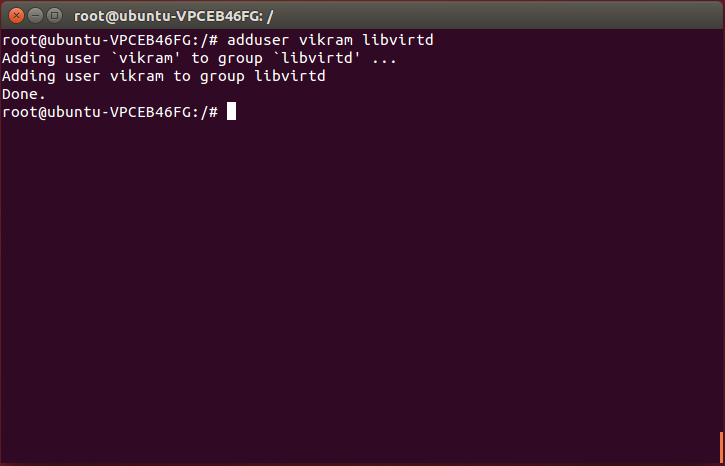 root@ubuntu-VPCEB46FG: /
root@ubuntu-VPCEB46FG:/# adduser vikram libvirtd
Adding user `vikram' to group `libvirtd' ...
Adding user vikram to group libvirtd
Done.
root@ubuntu-VPCEB46FG:/#